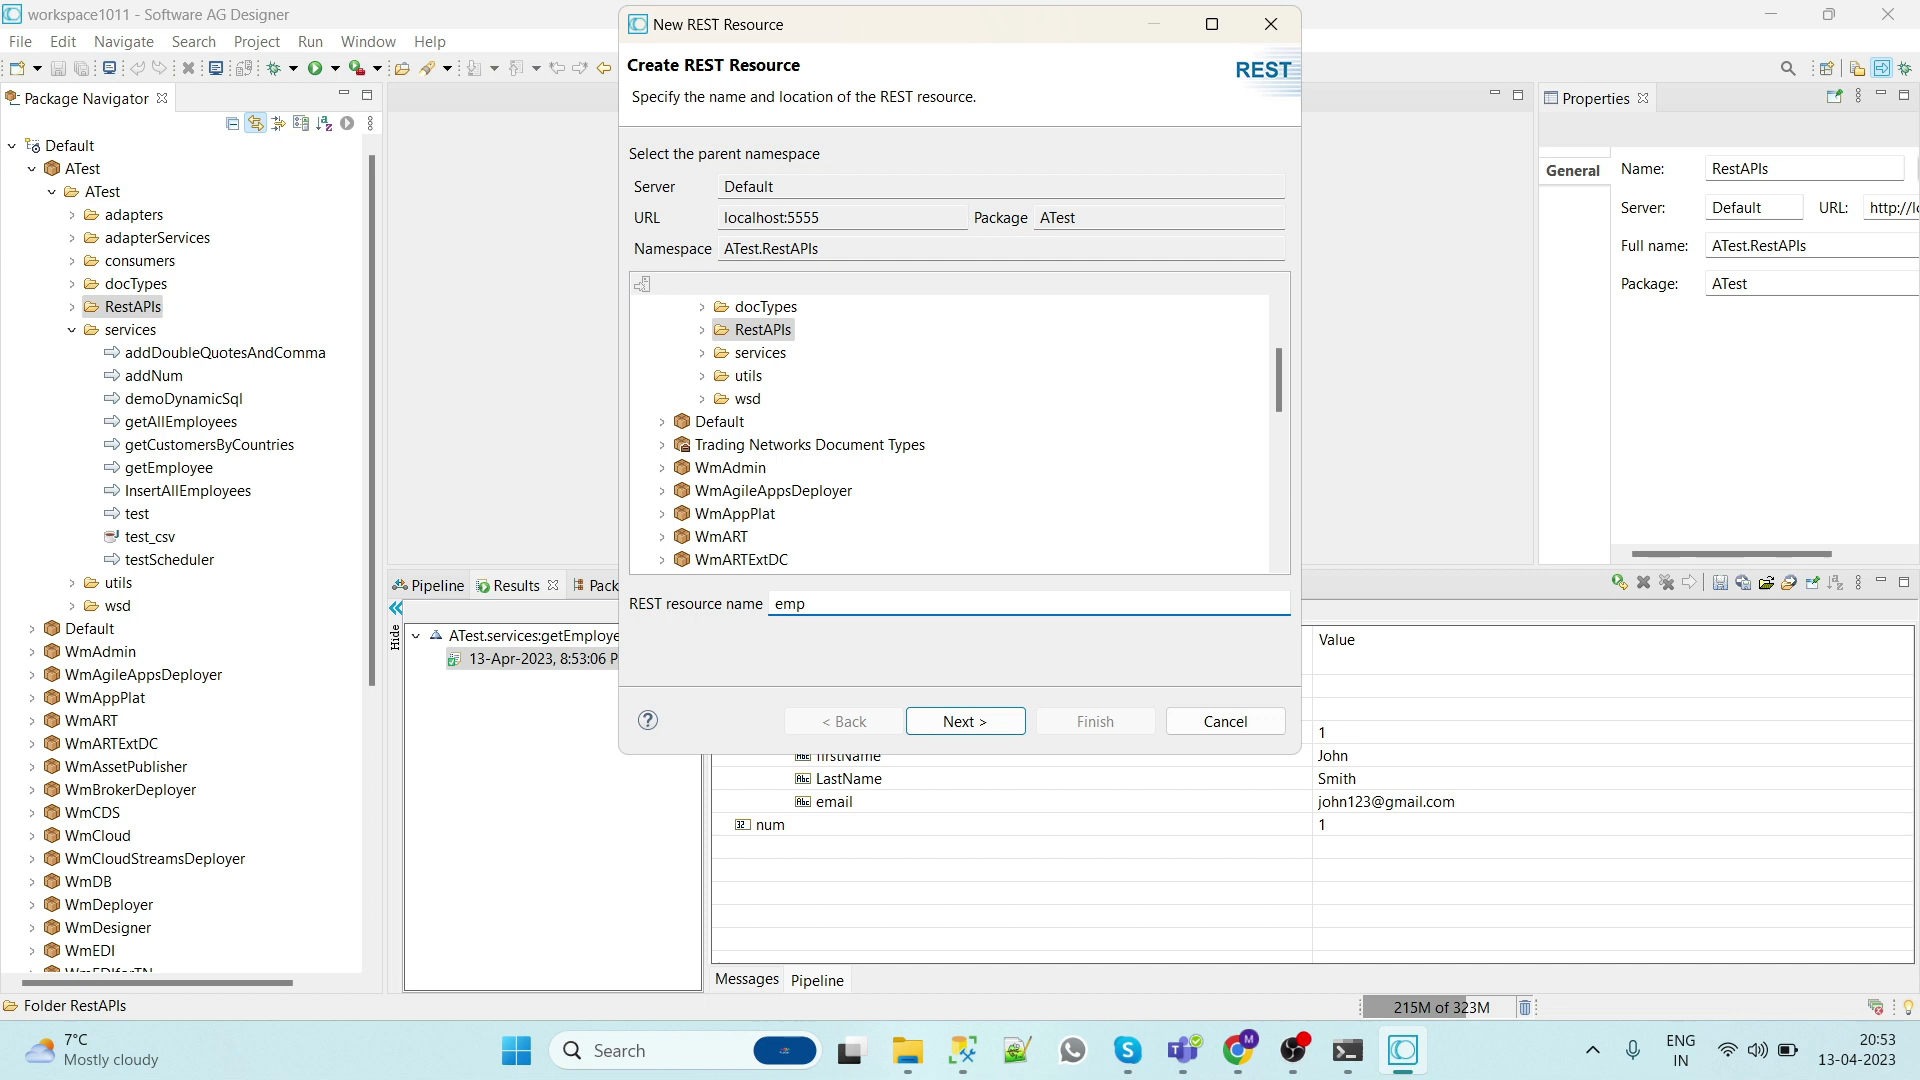 workspace1011 - Software AG Designer
File Edit Navigate Search Project Run Window Help
Package Navigator
Default
ATest
ATest
adapters
adapterServices
consumers
docTypes
RestAPIs
services
addDoubleQuotesAndComma
addNum
demoDynamicSql
getAllEmployees
getCustomersByCountries
getEmployee
InsertAllEmployees
test
test_csv
testScheduler
utils
wsd
Default
WmAdmin
WmAgileAppsDeployer
WmAppPlat
WmART
WmARTExtDC
WmAssetPublisher
WmBrokerDeployer
WmCDS
WmCloud
WmCloudStreamsDeployer
WmDB
WmDeployer
WmDesigner
WmEDI
Folder RestAPIs
New REST Resource
Create REST Resource
REST
Specify the name and location of the REST resource.
Select the parent namespace
Server Default
URL localhost:5555 Package ATest
Namespace ATest.RestAPIs
docTypes
RestAPIs
services
utils
wsd
Default
Trading Networks Document Types
WmAdmin
WmAgileAppsDeployer
WmAppPlat
WmART
WmARTExtDC
REST resource name emp
< Back Next > Finish Cancel
Properties
General
Name: RestAPIs
Server: Default URL: http://l
Full name: ATest.RestAPIs
Package: ATest
Pipeline Results Pack
Hide
ATest.services:getEmploye
13-Apr-2023, 8:53:06 P
Value
1
firstName John
LastName Smith
email john123@gmail.com
num 1
Messages Pipeline
215M of 323M
7°C
Mostly cloudy
Search
ENG
IN
20:53
13-04-2023